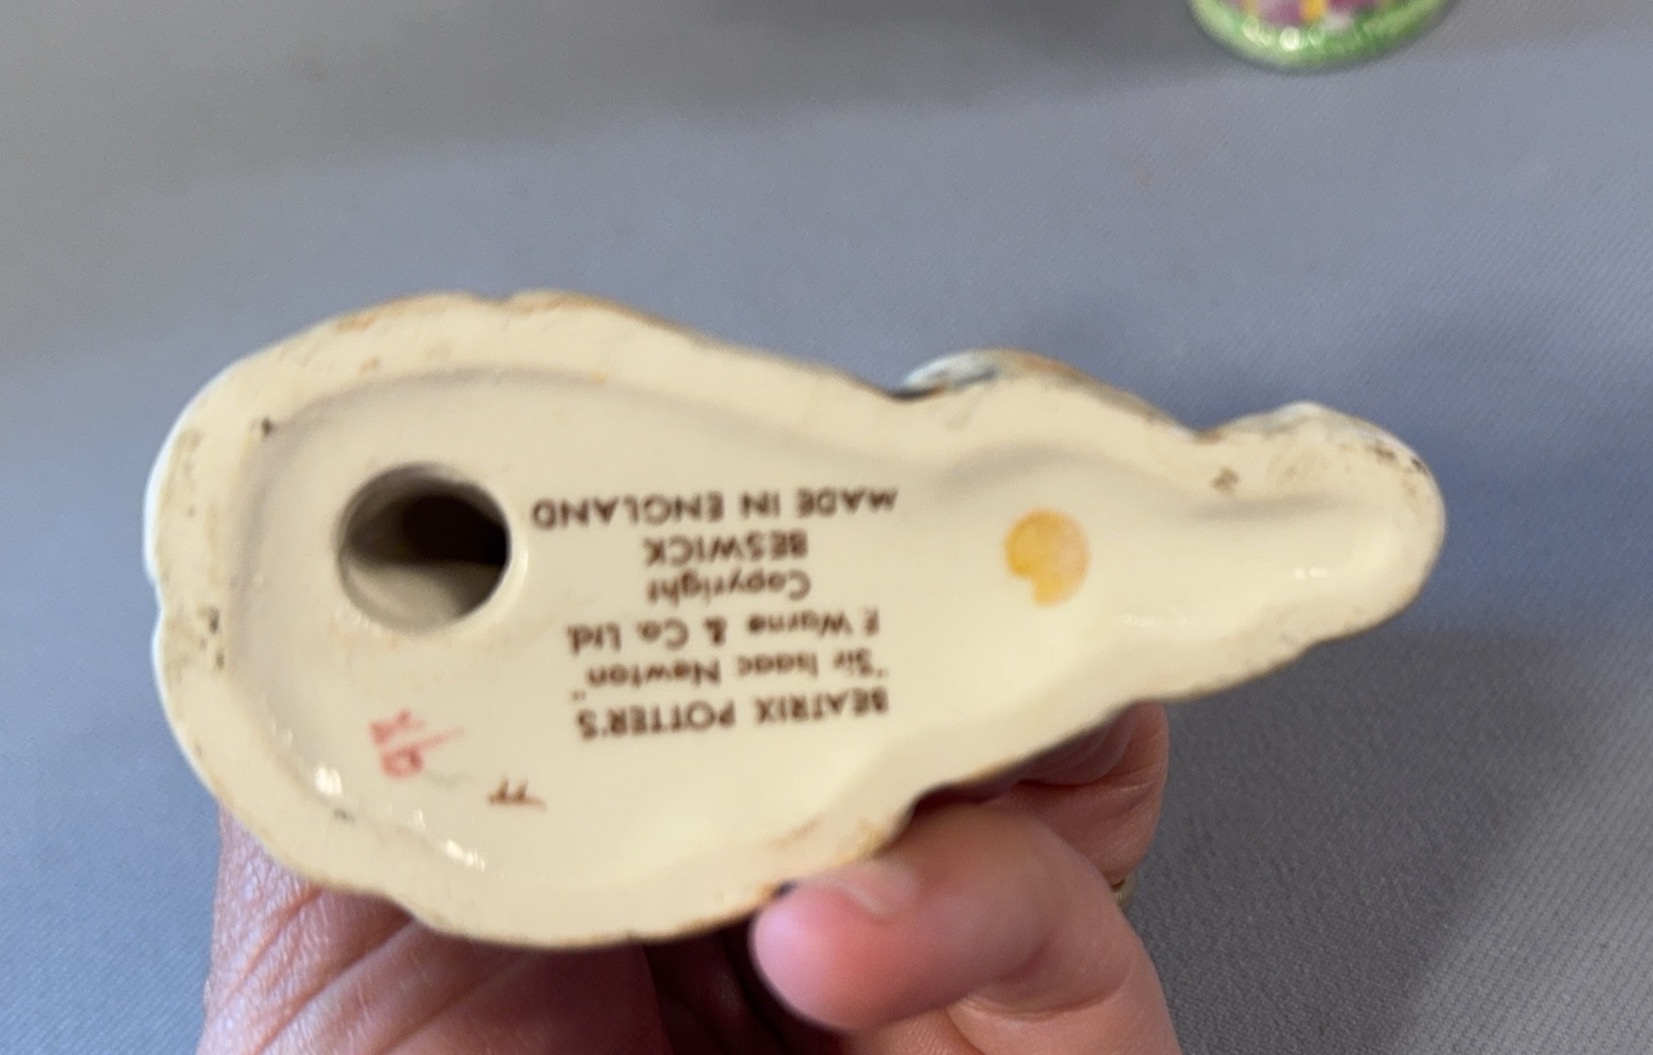 BEATRIX POTTER'S
"Sir Isaac Newton"
F. Warne & Co. Ltd.
Copyright
BESWICK
MADE IN ENGLAND